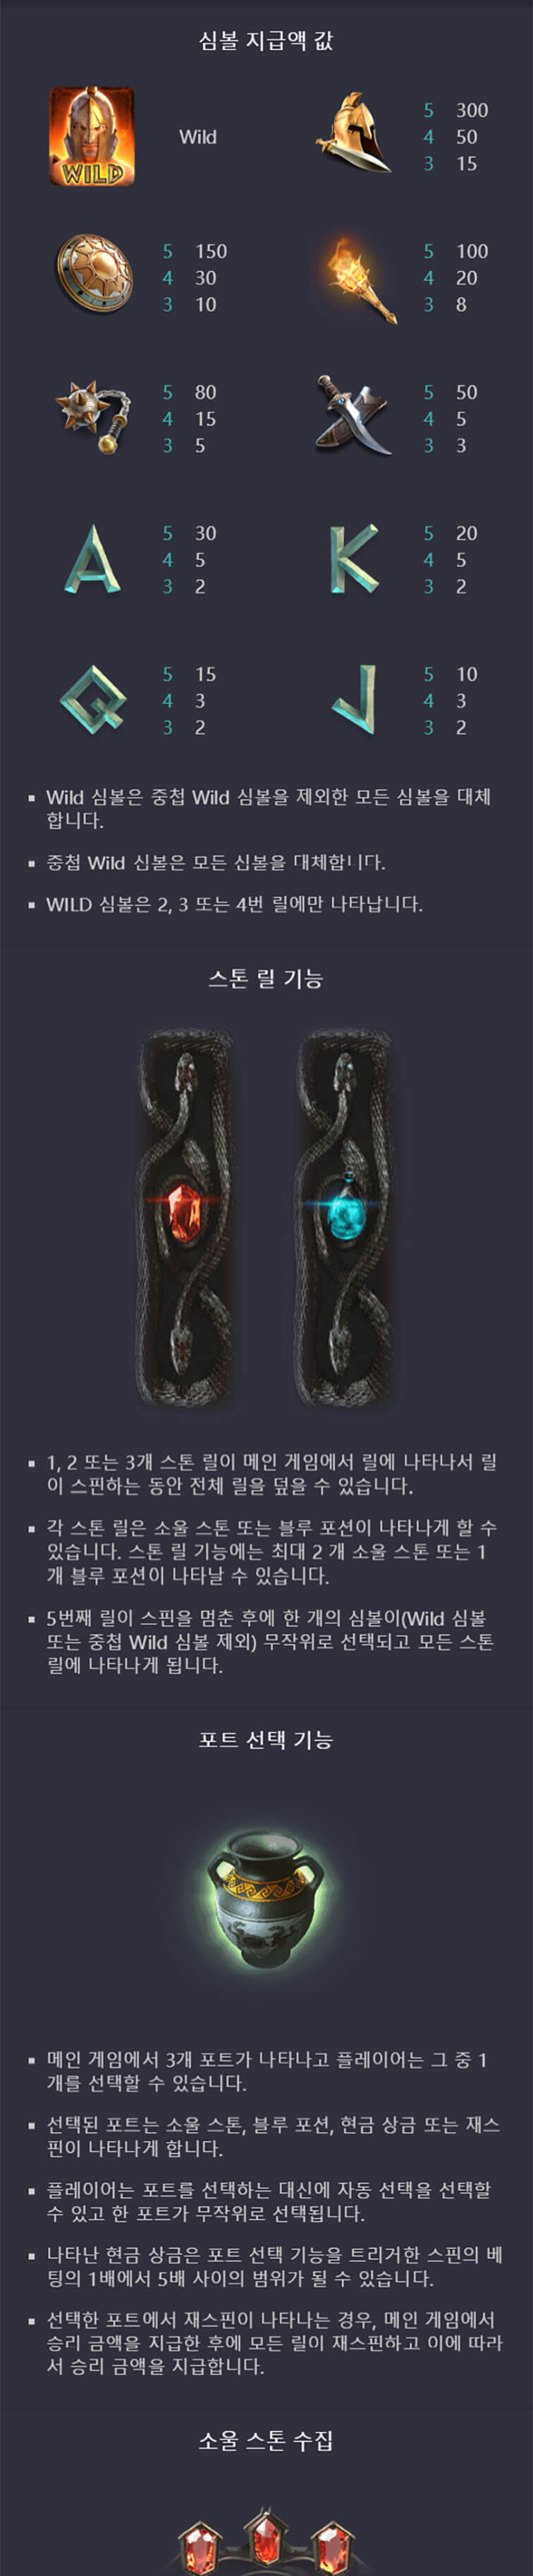 심볼 지급액 값
WILD
Wild
5 300
4 50
3 15
5 150
4 30
3 10
5 100
4 20
3 8
5 80
4 15
3 5
5 50
4 5
3 3
A
5 30
4 5
3 2
K
5 20
4 5
3 2
Q
5 15
4 3
3 2
J
5 10
4 3
3 2
▪ Wild 심볼은 중첩 Wild 심볼을 제외한 모든 심볼을 대체
합니다.
▪ 중첩 Wild 심볼은 모든 심볼을 대체합니다.
▪ WILD 심볼은 2, 3 또는 4번 릴에만 나타납니다.
스톤 릴 기능
▪ 1, 2 또는 3개 스톤 릴이 메인 게임에서 릴에 나타나서 릴
이 스핀하는 동안 전체 릴을 덮을 수 있습니다.
▪ 각 스톤 릴은 소울 스톤 또는 블루 포션이 나타나게 할 수
있습니다. 스톤 릴 기능에는 최대 2 개 소울 스톤 또는 1
개 블루 포션이 나타날 수 있습니다.
▪ 5번째 릴이 스핀을 멈춘 후에 한 개의 심볼이(Wild 심볼
또는 중첩 Wild 심볼 제외) 무작위로 선택되고 모든 스톤
릴에 나타나게 됩니다.
포트 선택 기능
▪ 메인 게임에서 3개 포트가 나타나고 플레이어는 그 중 1
개를 선택할 수 있습니다.
▪ 선택된 포트는 소울 스톤, 블루 포션, 현금 상금 또는 재스
핀이 나타나게 합니다.
▪ 플레이어는 포트를 선택하는 대신에 자동 선택을 선택할
수 있고 한 포트가 무작위로 선택됩니다.
▪ 나타난 현금 상금은 포트 선택 기능을 트리거한 스핀의 베
팅의 1배에서 5배 사이의 범위가 될 수 있습니다.
▪ 선택한 포트에서 재스핀이 나타나는 경우, 메인 게임에서
승리 금액을 지급한 후에 모든 릴이 재스핀하고 이에 따라
서 승리 금액을 지급합니다.
소울 스톤 수집